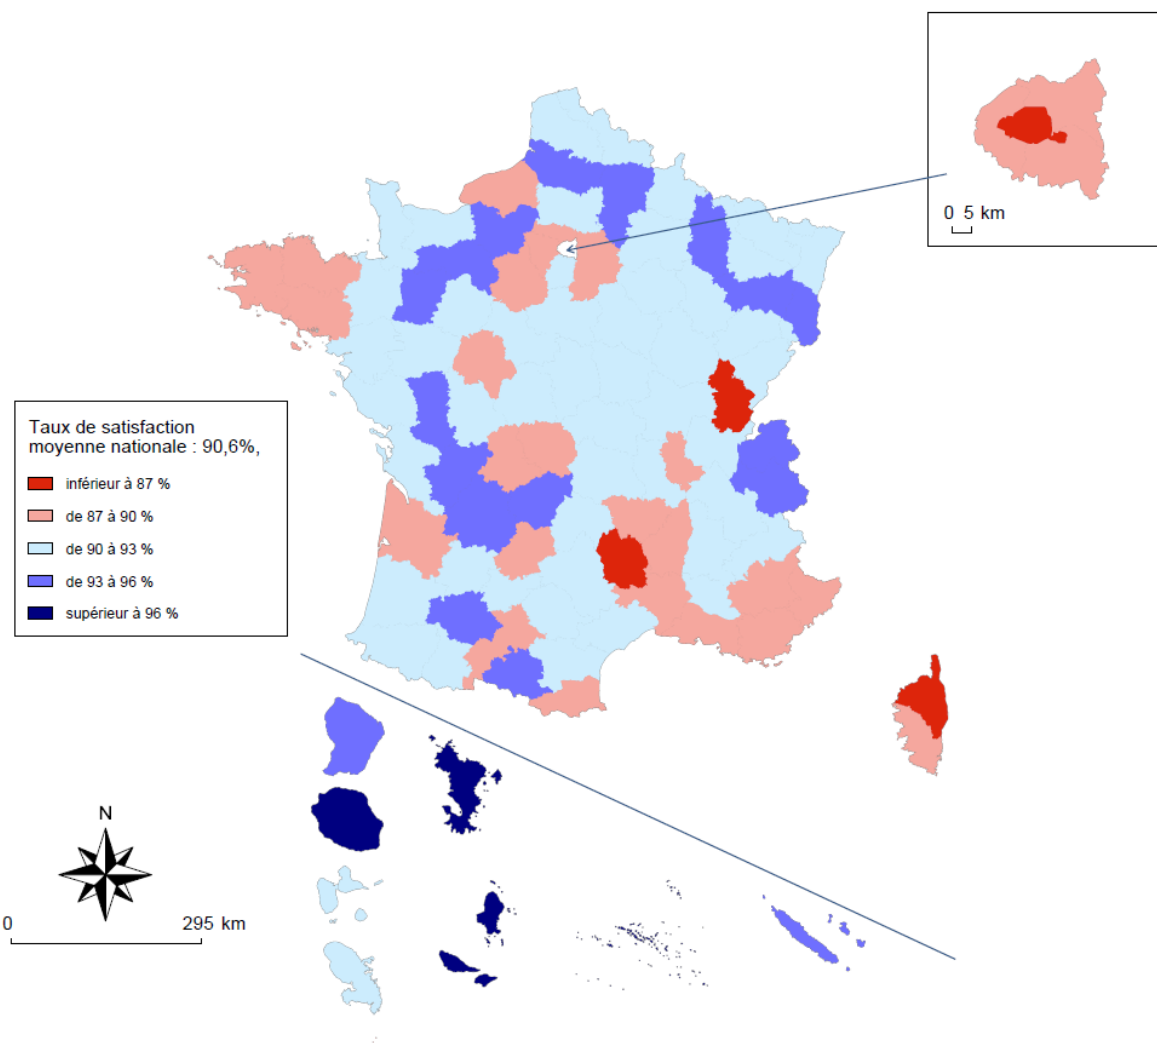 0 5 km
Taux de satisfaction
moyenne nationale : 90,6%,
inférieur à 87 %
de 87 à 90 %
de 90 à 93 %
de 93 à 96 %
supérieur à 96 %
N
0 295 km